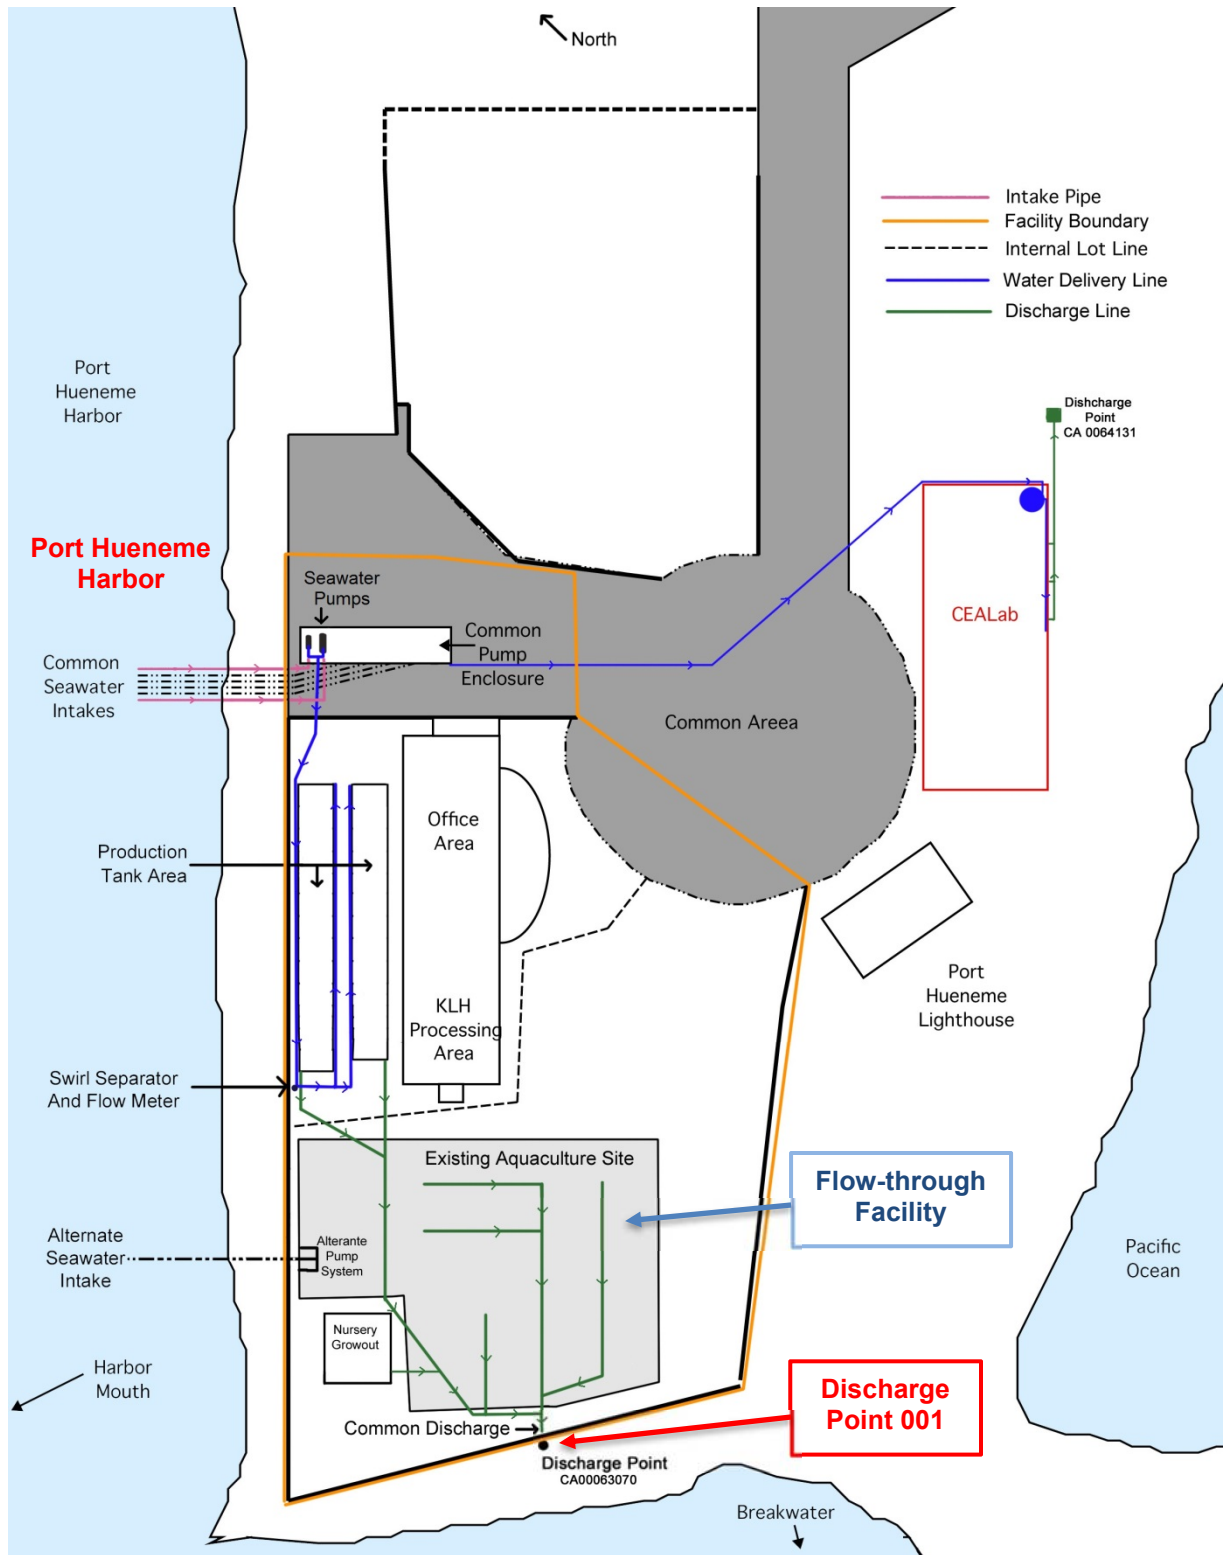 North
Intake Pipe
Facility Boundary
Internal Lot Line
Water Delivery Line
Discharge Line
Port
Hueneme
Harbor
Dishcharge
Point
CA 0064131
Port Hueneme
Harbor
Seawater
Pumps
Common
Pump
Enclosure
CEALab
Common
Seawater
Intakes
Common Areea
Office
Area
Production
Tank Area
KLH
Processing
Area
Port
Hueneme
Lighthouse
Swirl Separator
And Flow Meter
Existing Aquaculture Site
Flow-through
Facility
Alternate
Seawater
Intake
Alterante
Pump
System
Pacific
Ocean
Nursery
Growout
Harbor
Mouth
Discharge
Point 001
Common Discharge
Discharge Point
CA00063070
Breakwater